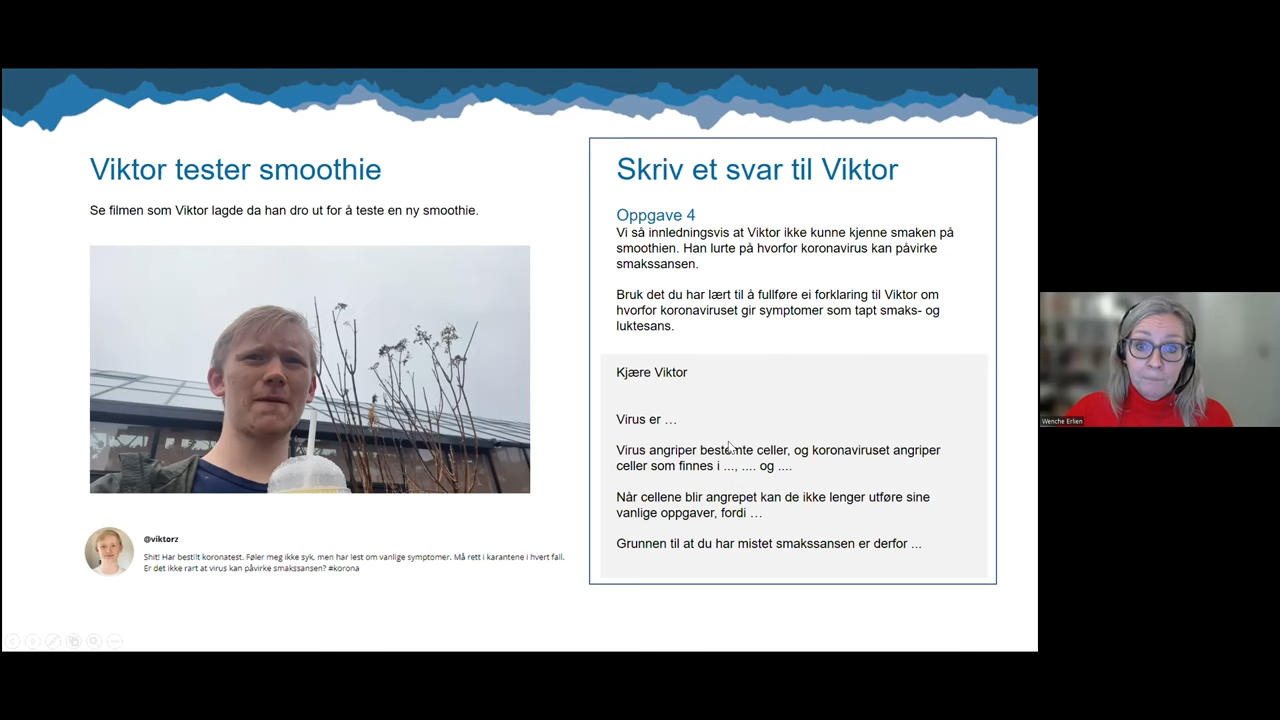 Viktor tester smoothie
Se filmen som Viktor lagde da han dro ut for å teste en ny smoothie.
@viktorz
Shit! Har bestilt koronatest. Føler meg ikke syk, men har lest om vanlige symptomer. Må rett i karantene i hvert fall.
Er det ikke rart at virus kan påvirke smakssansen? #korona
Skriv et svar til Viktor
Oppgave 4
Vi så innledningsvis at Viktor ikke kunne kjenne smaken på
smoothien. Han lurte på hvorfor koronavirus kan påvirke
smakssansen.
Bruk det du har lært til å fullføre ei forklaring til Viktor om
hvorfor koronaviruset gir symptomer som tapt smaks- og
luktesans.
Kjære Viktor
Virus er …
Virus angriper bestemte celler, og koronaviruset angriper
celler som finnes i ..., .... og ....
Når cellene blir angrepet kan de ikke lenger utføre sine
vanlige oppgaver, fordi …
Grunnen til at du har mistet smakssansen er derfor ...
Wenche Erlien